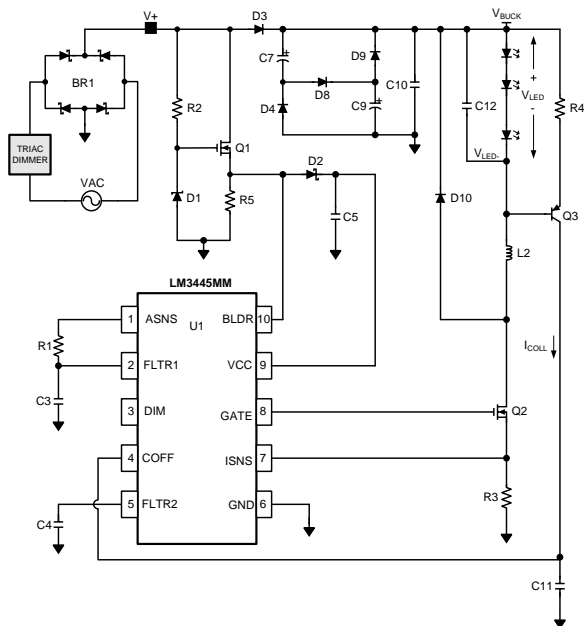 V+
D3
VBUCK
BR1
C7
D9
R2
D8
C10
C12
+
VLED
-
R4
D4
C9
TRIAC
DIMMER
Q1
VLED-
VAC
D1
R5
D2
C5
D10
Q3
L2
LM3445MM
U1
1 ASNS
BLDR 10
R1
ICOLL
2 FLTR1
VCC 9
C3
3 DIM
GATE 8
Q2
4 COFF
ISNS 7
R3
5 FLTR2
GND 6
C4
C11